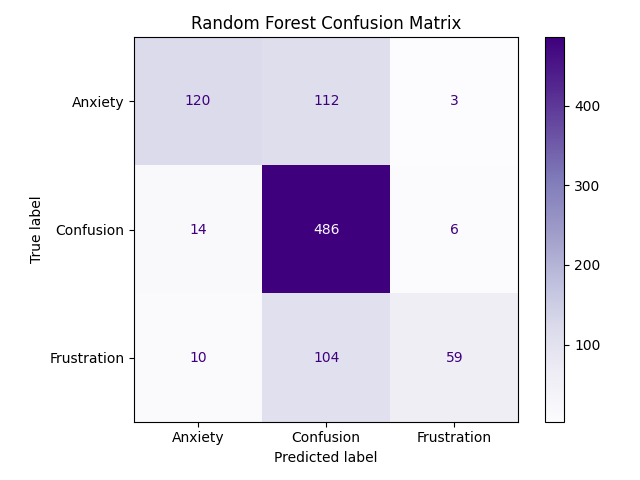 Random Forest Confusion Matrix
True label
Anxiety 120 112 3
Confusion 14 486 6
Frustration 10 104 59
Anxiety Confusion Frustration
Predicted label
400
300
200
100